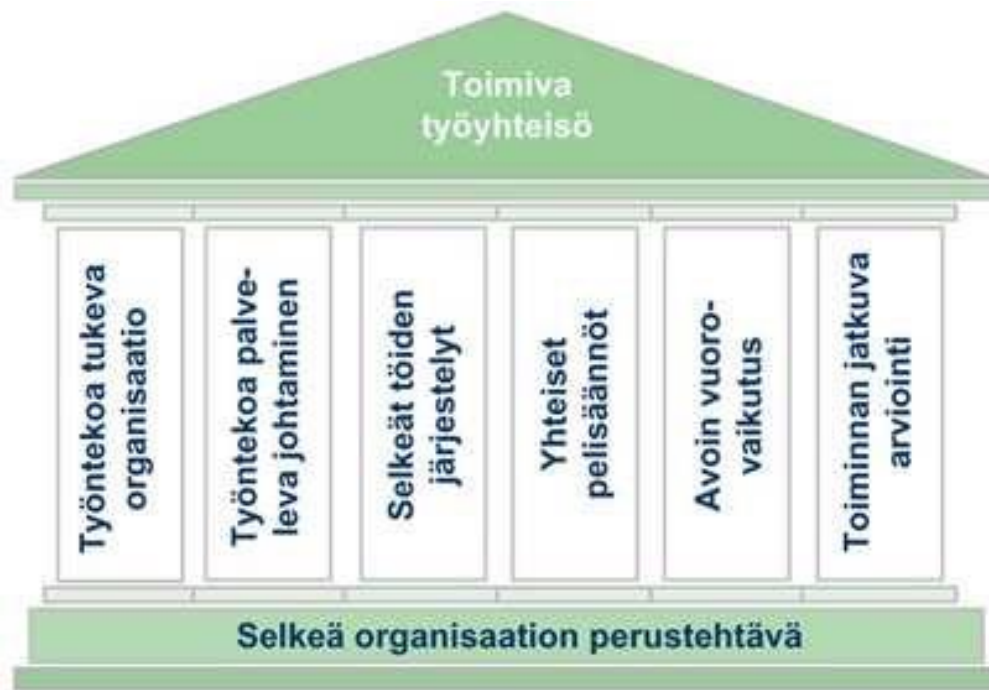 Toimiva
työyhteisö
Työntekoa tukeva
organisaatio
Työntekoa palve-
leva johtaminen
Selkeät töiden
järjestelyt
Yhteiset
pelisäännöt
Avoin vuoro-
vaikutus
Toiminnan jatkuva
arviointi
Selkeä organisaation perustehtävä